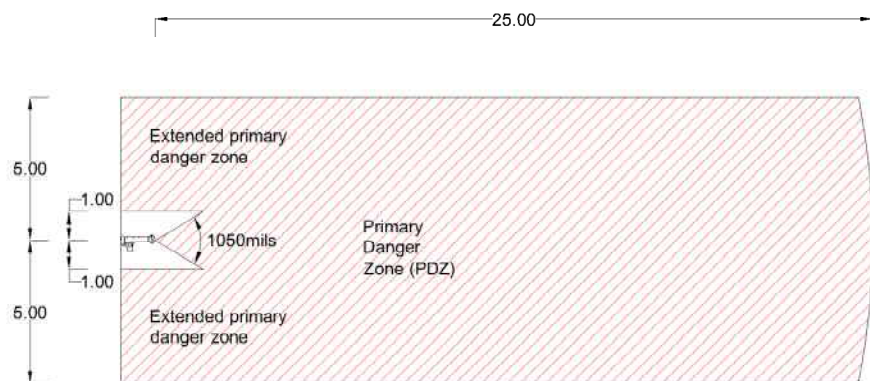 25.00
Extended primary
danger zone
5.00
1.00
1050mils
Primary
Danger
Zone (PDZ)
1.00
5.00
Extended primary
danger zone